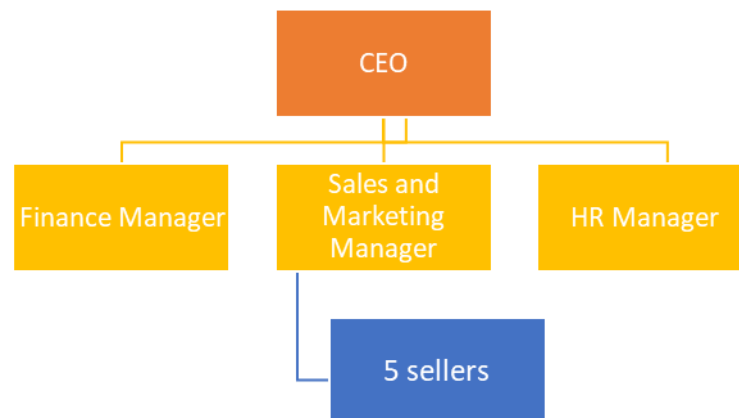 CEO
Finance Manager
Sales and
Marketing
Manager
HR Manager
5 sellers